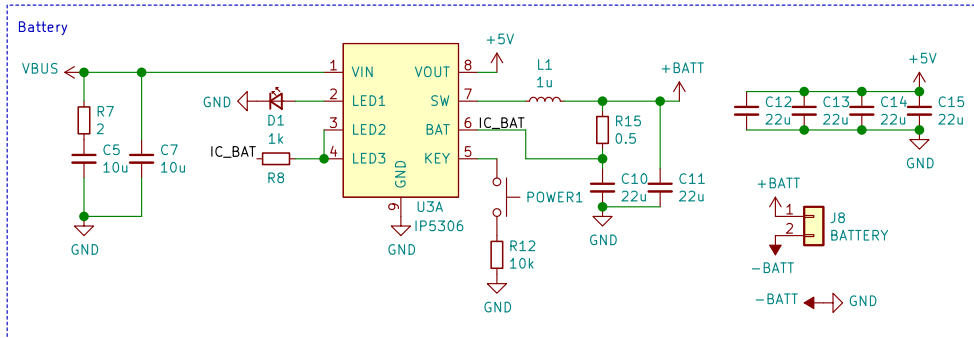 Battery
VBUS
R7
2
C5
10u
C7
10u
GND
GND
D1
1k
IC_BAT
R8
1
2
3
4
VIN
LED1
LED2
LED3
GND
9
VOUT
SW
BAT
KEY
8
7
6
5
U3A
IP5306
GND
+5V
L1
1u
IC_BAT
POWER1
R12
10k
GND
+BATT
R15
0.5
C10
22u
C11
22u
GND
+5V
C12
22u
C13
22u
C14
22u
C15
22u
GND
+BATT
1
2
J8
BATTERY
-BATT
-BATT
GND